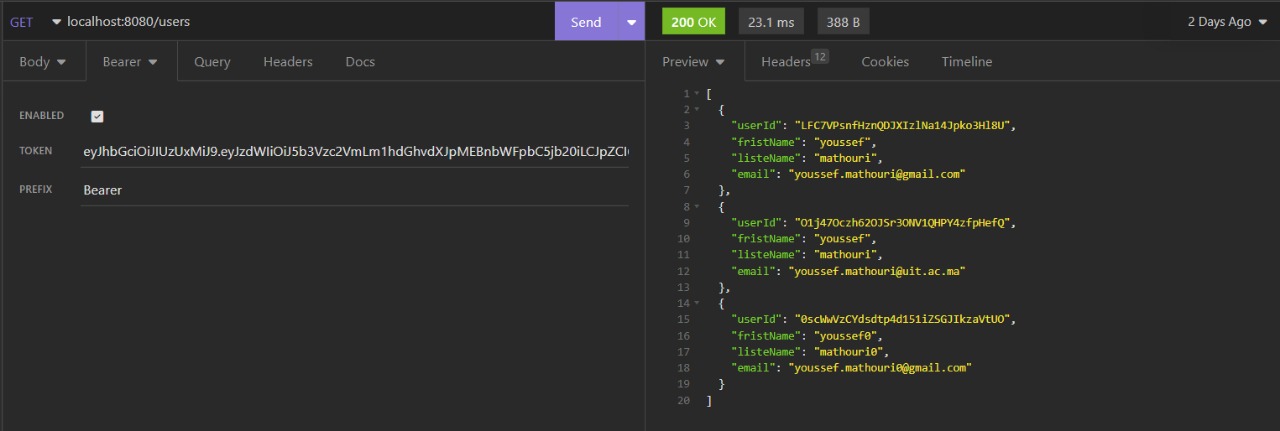 GET localhost:8080/users Send
200 OK 23.1 ms 388 B 2 Days Ago
Body Bearer Query Headers Docs
Preview Headers 12 Cookies Timeline
ENABLED
TOKEN eyJhbGciOiJIUzUxMiJ9.eyJzdWIiOiJ5b3Vzc2VmLm1hdGhvdXJpMEBnbWFpbC5jb20iLCJpZCI6
PREFIX Bearer
1 [
2 {
3 "userId": "LFC7VPsnfHznQDJXIzlNa14Jpko3Hl8U",
4 "fristName": "youssef",
5 "listeName": "mathouri",
6 "email": "youssef.mathouri@gmail.com"
7 },
8 {
9 "userId": "O1j47Oczh62OJSr3ONV1QHPY4zfpHefQ",
10 "fristName": "youssef",
11 "listeName": "mathouri",
12 "email": "youssef.mathouri@uit.ac.ma"
13 },
14 {
15 "userId": "0scWwVzCYdsdtp4d151iZSGJIkzaVtUO",
16 "fristName": "youssef0",
17 "listeName": "mathouri0",
18 "email": "youssef.mathouri0@gmail.com"
19 }
20 ]